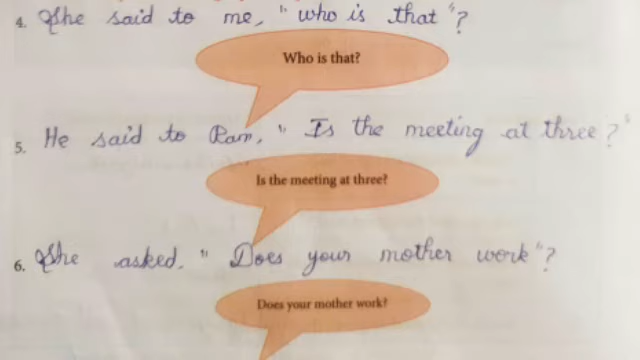 4. She said to me, "who is that"?
Who is that?
5. He said to Ram, "Is the meeting at three?"
Is the meeting at three?
6. She asked. "Does your mother work"?
Does your mother work?